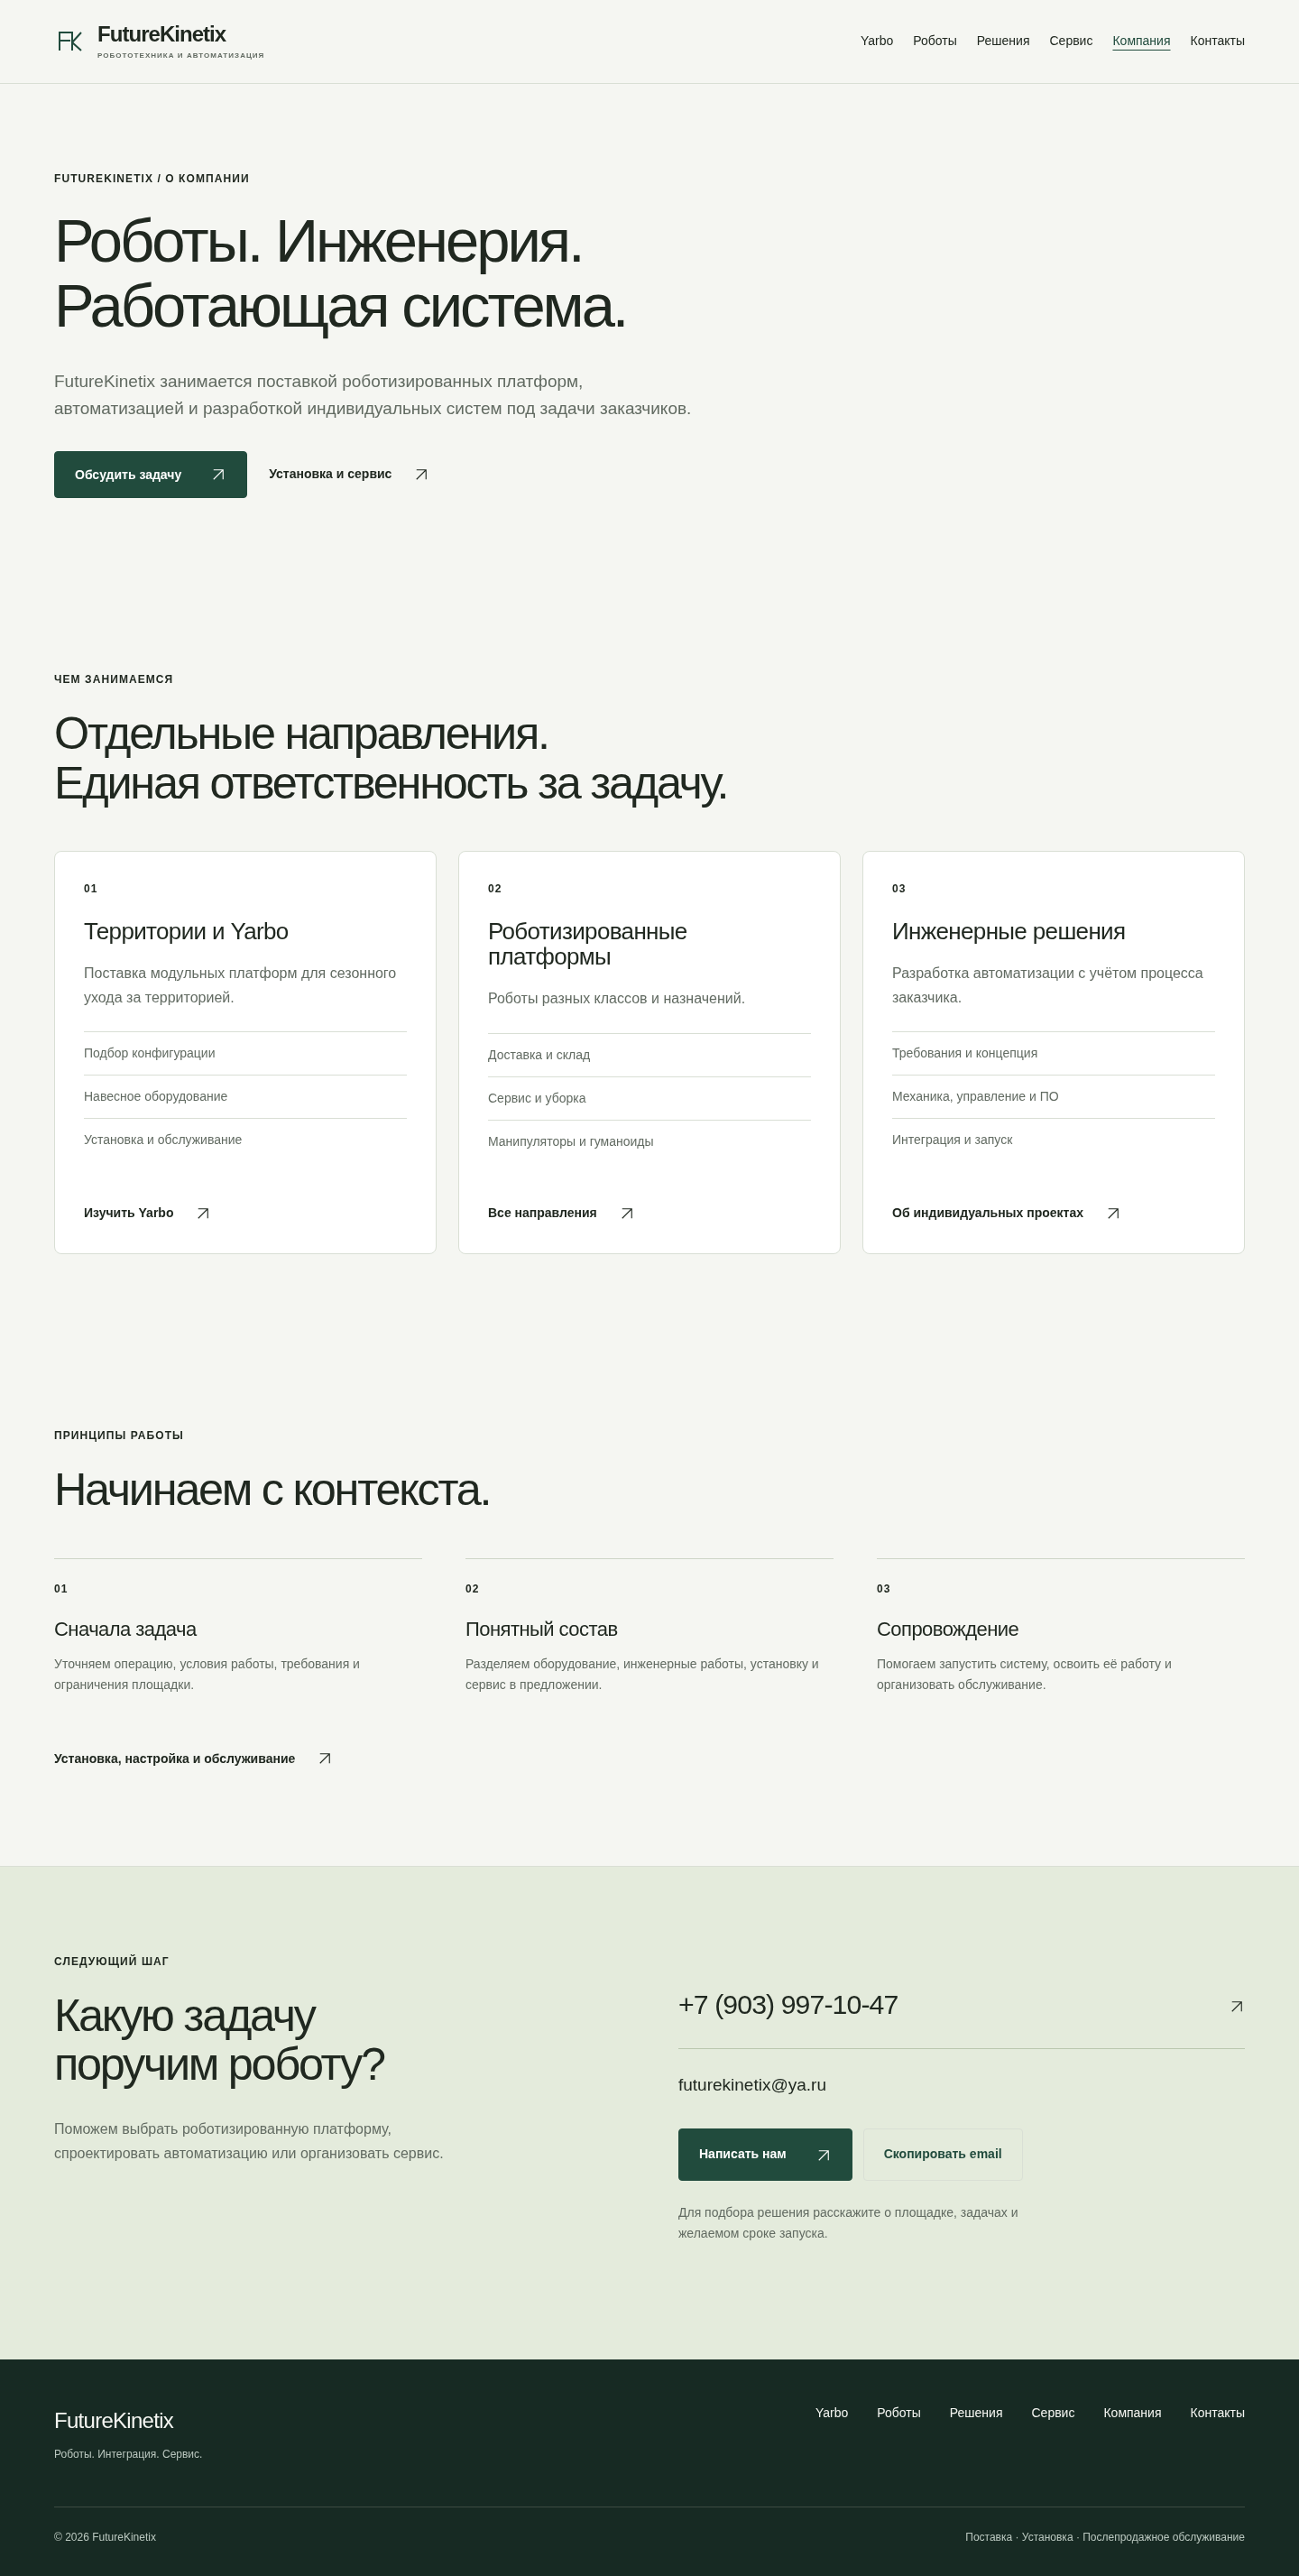 FK
FutureKinetix
РОБОТОТЕХНИКА И АВТОМАТИЗАЦИЯ
Yarbo Роботы Решения Сервис Компания Контакты
FUTUREKINETIX / О КОМПАНИИ
Роботы. Инженерия.
Работающая система.
FutureKinetix занимается поставкой роботизированных платформ,
автоматизацией и разработкой индивидуальных систем под задачи заказчиков.
Обсудить задачу
Установка и сервис
ЧЕМ ЗАНИМАЕМСЯ
Отдельные направления.
Единая ответственность за задачу.
01
Территории и Yarbo
Поставка модульных платформ для сезонного
ухода за территорией.
Подбор конфигурации
Навесное оборудование
Установка и обслуживание
Изучить Yarbo
02
Роботизированные
платформы
Роботы разных классов и назначений.
Доставка и склад
Сервис и уборка
Манипуляторы и гуманоиды
Все направления
03
Инженерные решения
Разработка автоматизации с учётом процесса
заказчика.
Требования и концепция
Механика, управление и ПО
Интеграция и запуск
Об индивидуальных проектах
ПРИНЦИПЫ РАБОТЫ
Начинаем с контекста.
01
Сначала задача
Уточняем операцию, условия работы, требования и
ограничения площадки.
02
Понятный состав
Разделяем оборудование, инженерные работы, установку и
сервис в предложении.
03
Сопровождение
Помогаем запустить систему, освоить её работу и
организовать обслуживание.
Установка, настройка и обслуживание
СЛЕДУЮЩИЙ ШАГ
Какую задачу
поручим роботу?
Поможем выбрать роботизированную платформу,
спроектировать автоматизацию или организовать сервис.
+7 (903) 997-10-47
futurekinetix@ya.ru
Написать нам
Скопировать email
Для подбора решения расскажите о площадке, задачах и
желаемом сроке запуска.
FutureKinetix
Роботы. Интеграция. Сервис.
Yarbo Роботы Решения Сервис Компания Контакты
© 2026 FutureKinetix
Поставка · Установка · Послепродажное обслуживание